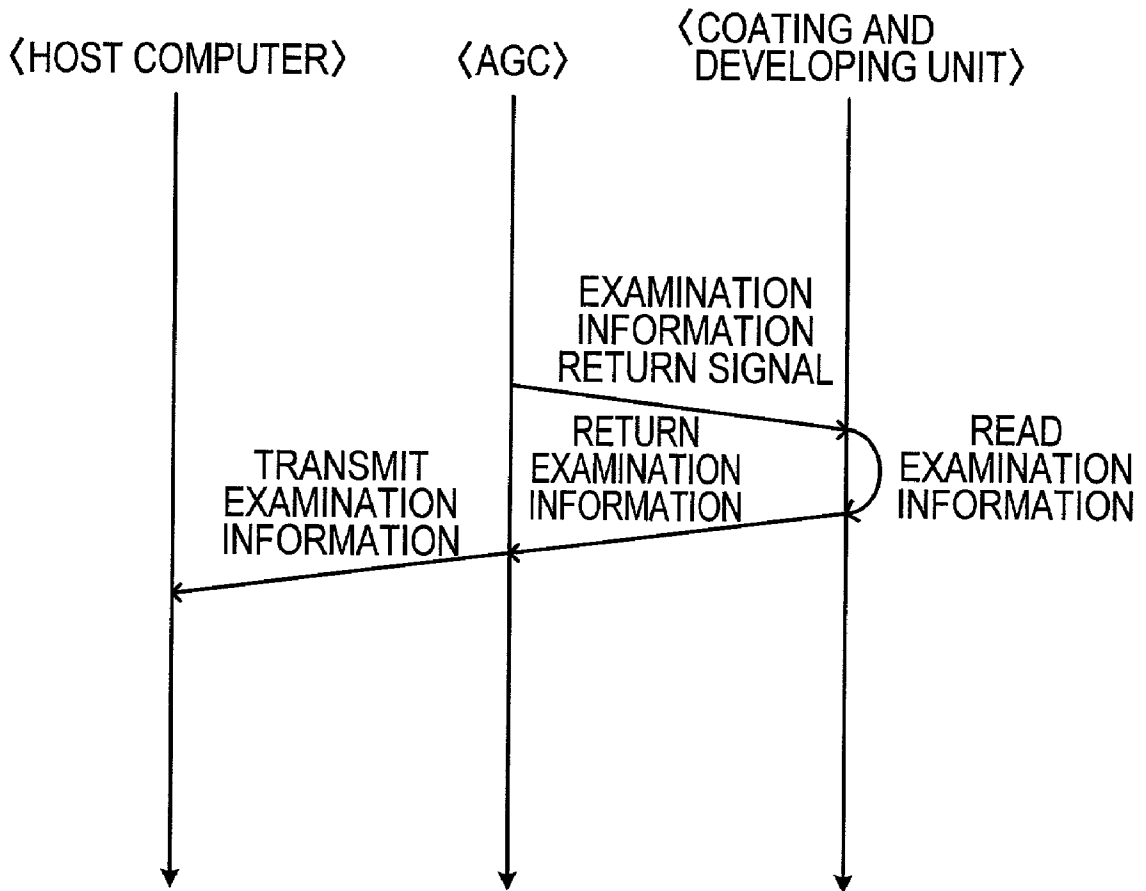 〈HOST COMPUTER〉
〈AGC〉
〈COATING AND
DEVELOPING UNIT〉
EXAMINATION
INFORMATION
RETURN SIGNAL
READ
EXAMINATION
INFORMATION
RETURN
EXAMINATION
INFORMATION
TRANSMIT
EXAMINATION
INFORMATION